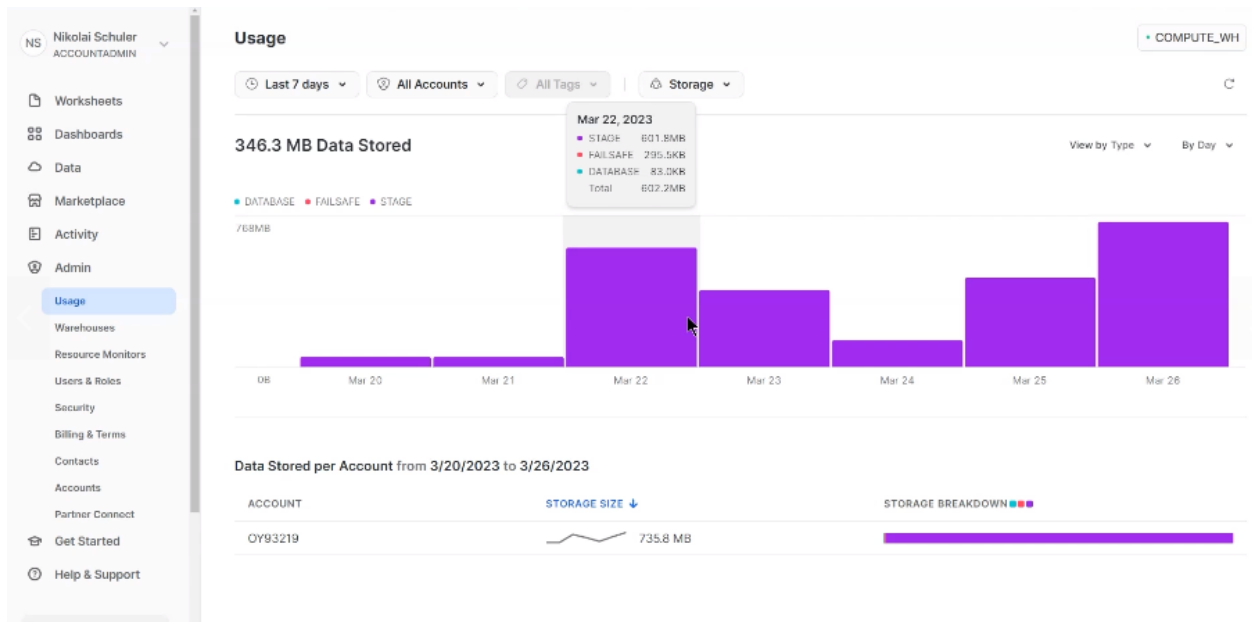 NS
Nikolai Schuler
ACCOUNTADMIN
Worksheets
Dashboards
Data
Marketplace
Activity
Admin
Usage
Warehouses
Resource Monitors
Users & Roles
Security
Billing & Terms
Contacts
Accounts
Partner Connect
Get Started
Help & Support
Usage
COMPUTE_WH
Last 7 days
All Accounts
All Tags
Storage
Mar 22, 2023
STAGE 601.8MB
FAILSAFE 295.5KB
DATABASE 83.0KB
Total 602.2MB
346.3 MB Data Stored
View by Type
By Day
DATABASE FAILSAFE STAGE
768MB
0B Mar 20 Mar 21 Mar 22 Mar 23 Mar 24 Mar 25 Mar 26
Data Stored per Account from 3/20/2023 to 3/26/2023
ACCOUNT STORAGE SIZE ↓ STORAGE BREAKDOWN
OY93219 735.8 MB